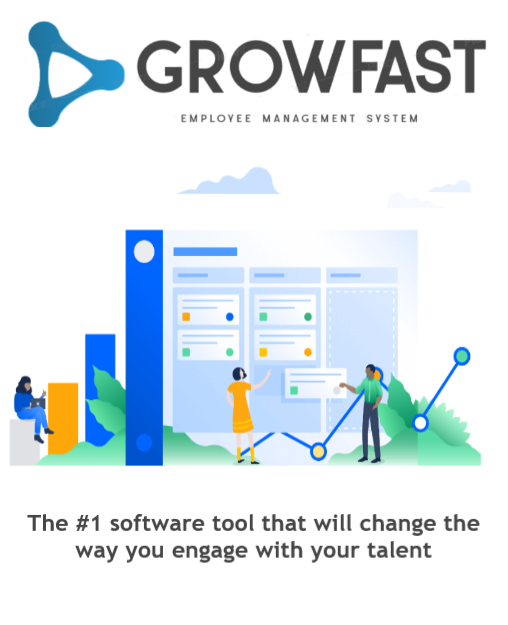 GROWFAST
EMPLOYEE MANAGEMENT SYSTEM
The #1 software tool that will change the
way you engage with your talent